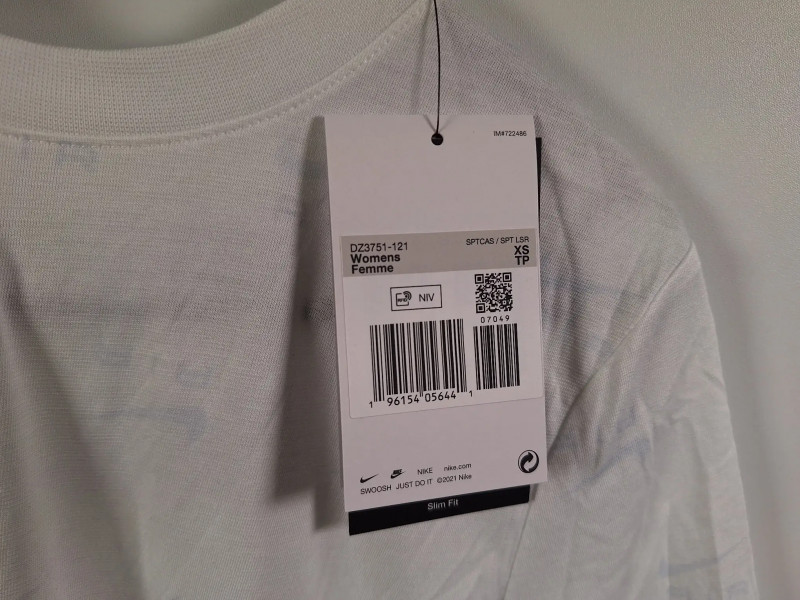 IM#722486
DZ3751-121
SPTCAS / SPT LSR
Womens
XS
Femme
TP
NIV
07049
1 96154 05644 1
NIKE nike.com
SWOOSH JUST DO IT ©2021 Nike
Slim Fit